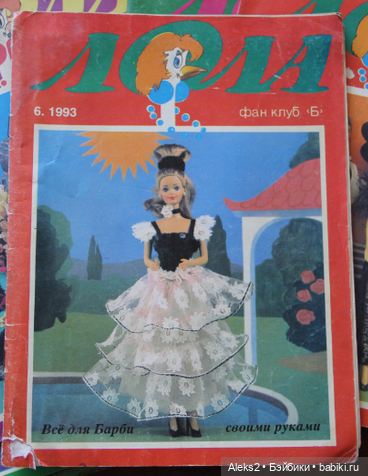 ЛОЛА
6. 1993
фан клуб ‹Б›
Всё для Барби своими руками
Aleks2 • Бэйбики • babiki.ru